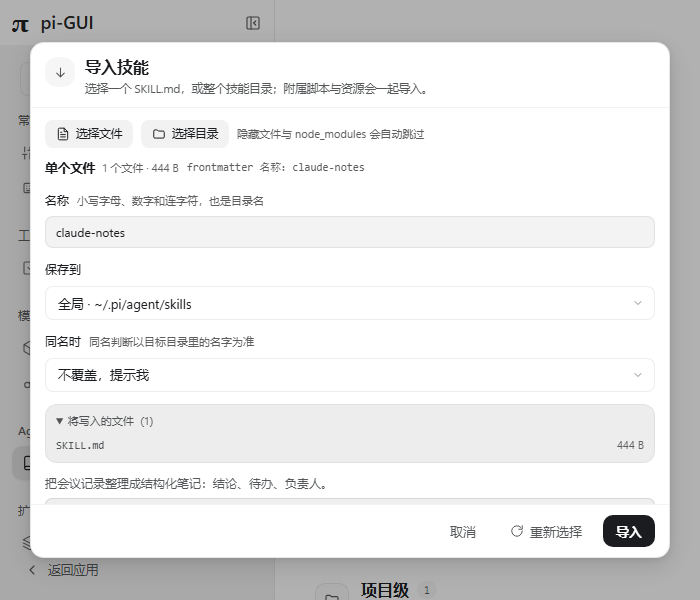 π pi-GUI
导入技能
选择一个 SKILL.md，或整个技能目录；附属脚本与资源会一起导入。
选择文件 选择目录 隐藏文件与 node_modules 会自动跳过
单个文件 1 个文件 · 444 B frontmatter 名称: claude-notes
名称 小写字母、数字和连字符，也是目录名
claude-notes
保存到
全局 · ~/.pi/agent/skills
同名时 同名判断以目标目录里的名字为准
不覆盖，提示我
▼ 将写入的文件 (1)
SKILL.md 444 B
把会议记录整理成结构化笔记：结论、待办、负责人。
取消 重新选择 导入
常
工
模
Ag
扩
返回应用
项目级 1